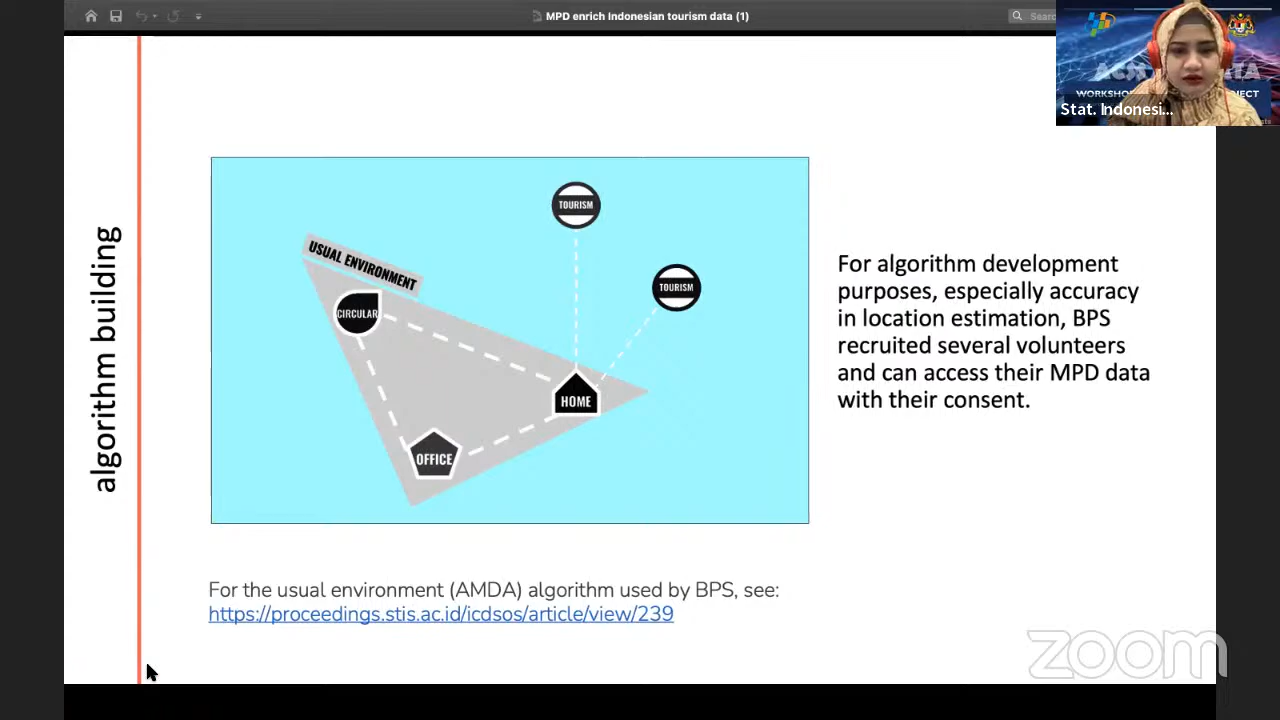 MPD enrich Indonesian tourism data (1)
Stat. Indonesi...
algorithm building
TOURISM
TOURISM
USUAL ENVIRONMENT
CIRCULAR
HOME
OFFICE
For algorithm development
purposes, especially accuracy
in location estimation, BPS
recruited several volunteers
and can access their MPD data
with their consent.
For the usual environment (AMDA) algorithm used by BPS, see:
https://proceedings.stis.ac.id/icdsos/article/view/239
zoom